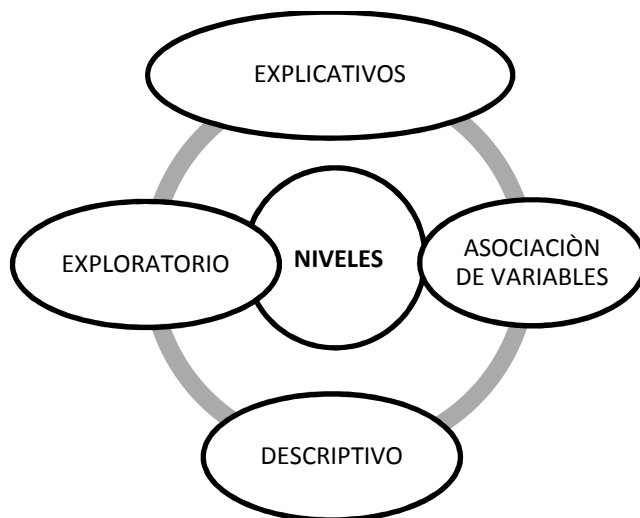 EXPLICATIVOS
EXPLORATORIO
NIVELES
ASOCIACIÒN
DE VARIABLES
DESCRIPTIVO